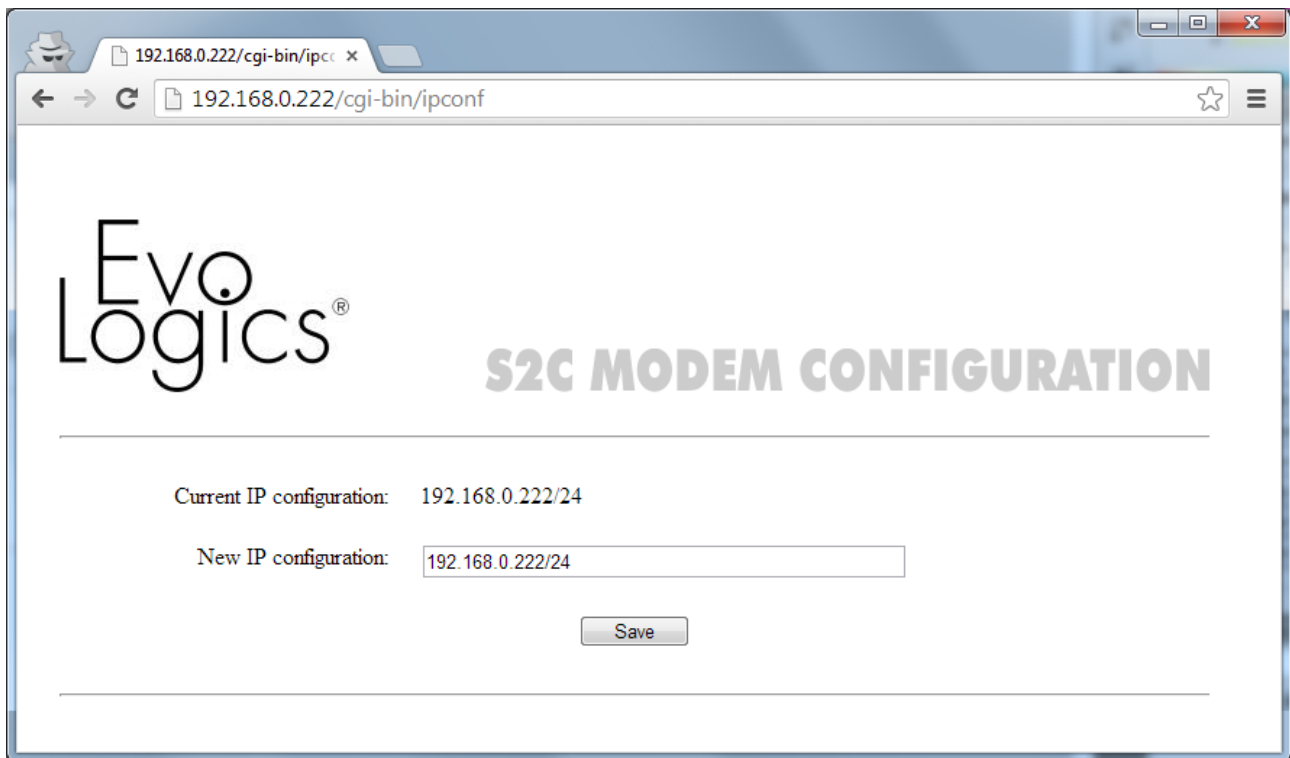 192.168.0.222/cgi-bin/ipcc
192.168.0.222/cgi-bin/ipconf
Evo
Logics®
S2C MODEM CONFIGURATION
Current IP configuration: 192.168.0.222/24
New IP configuration: 192.168.0.222/24
Save